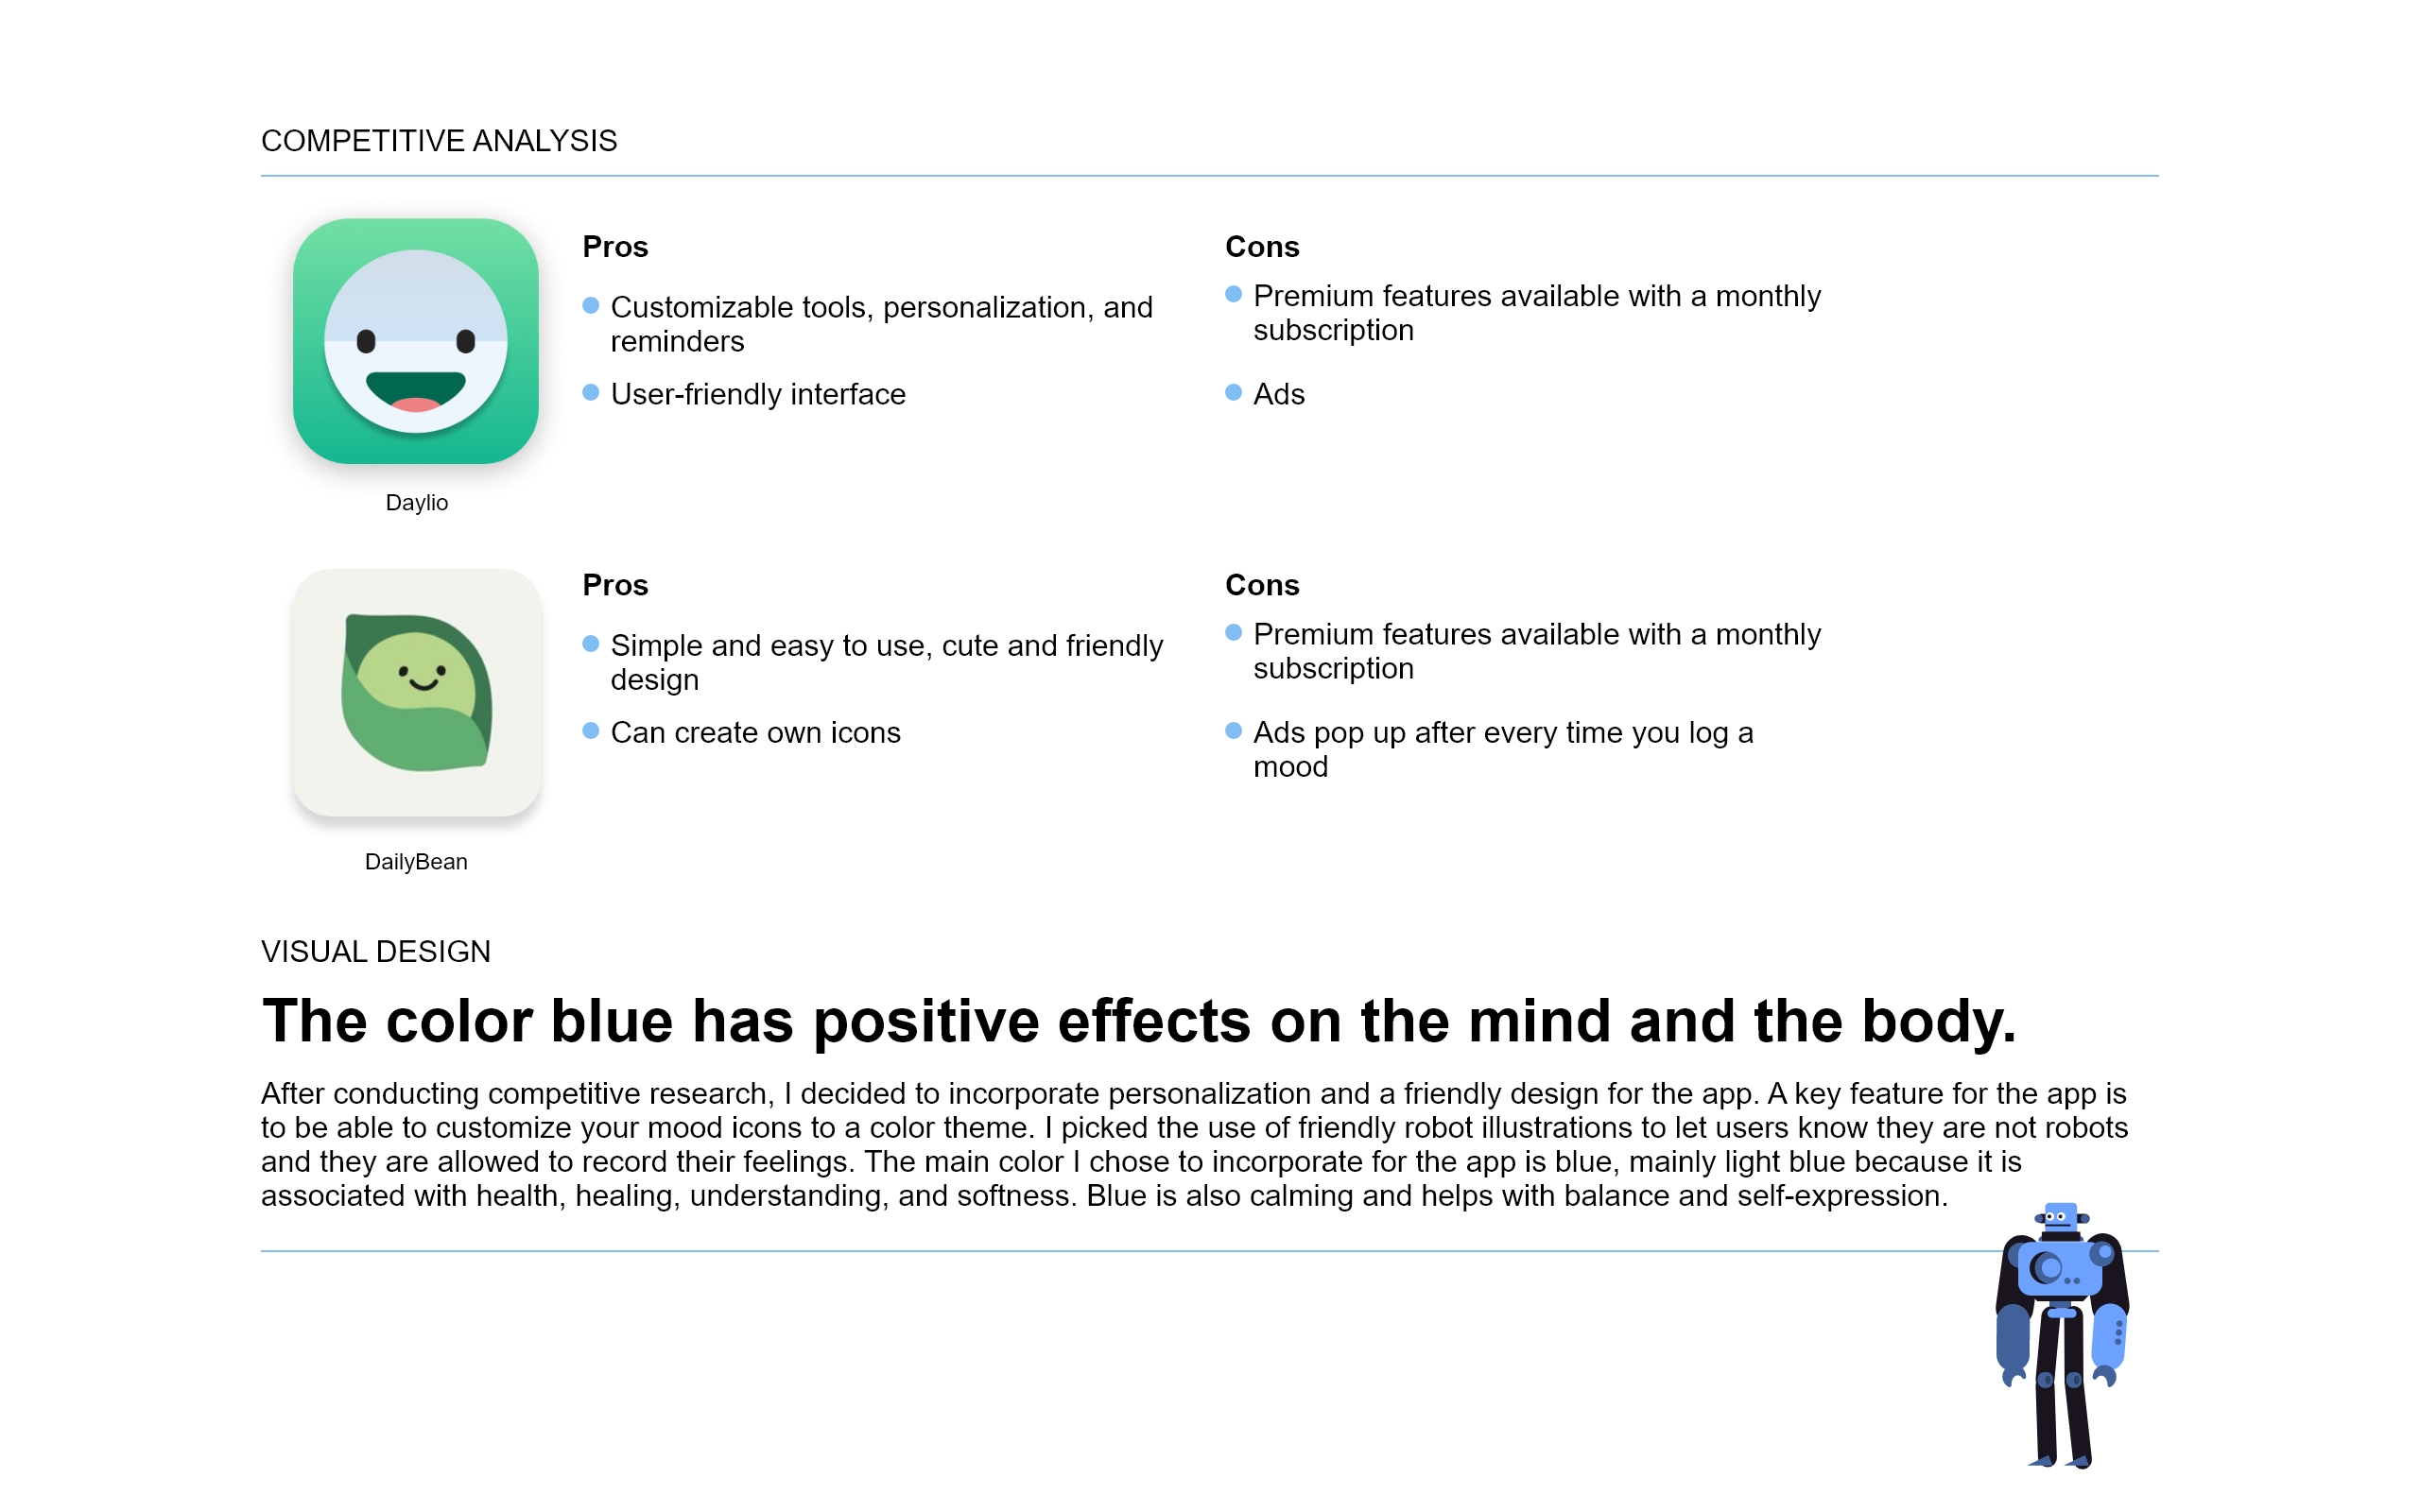 COMPETITIVE ANALYSIS
Pros
Customizable tools, personalization, and
reminders
User-friendly interface
Cons
Premium features available with a monthly
subscription
Ads
Daylio
Pros
Simple and easy to use, cute and friendly
design
Can create own icons
Cons
Premium features available with a monthly
subscription
Ads pop up after every time you log a
mood
DailyBean
VISUAL DESIGN
The color blue has positive effects on the mind and the body.
After conducting competitive research, I decided to incorporate personalization and a friendly design for the app. A key feature for the app is
to be able to customize your mood icons to a color theme. I picked the use of friendly robot illustrations to let users know they are not robots
and they are allowed to record their feelings. The main color I chose to incorporate for the app is blue, mainly light blue because it is
associated with health, healing, understanding, and softness. Blue is also calming and helps with balance and self-expression.